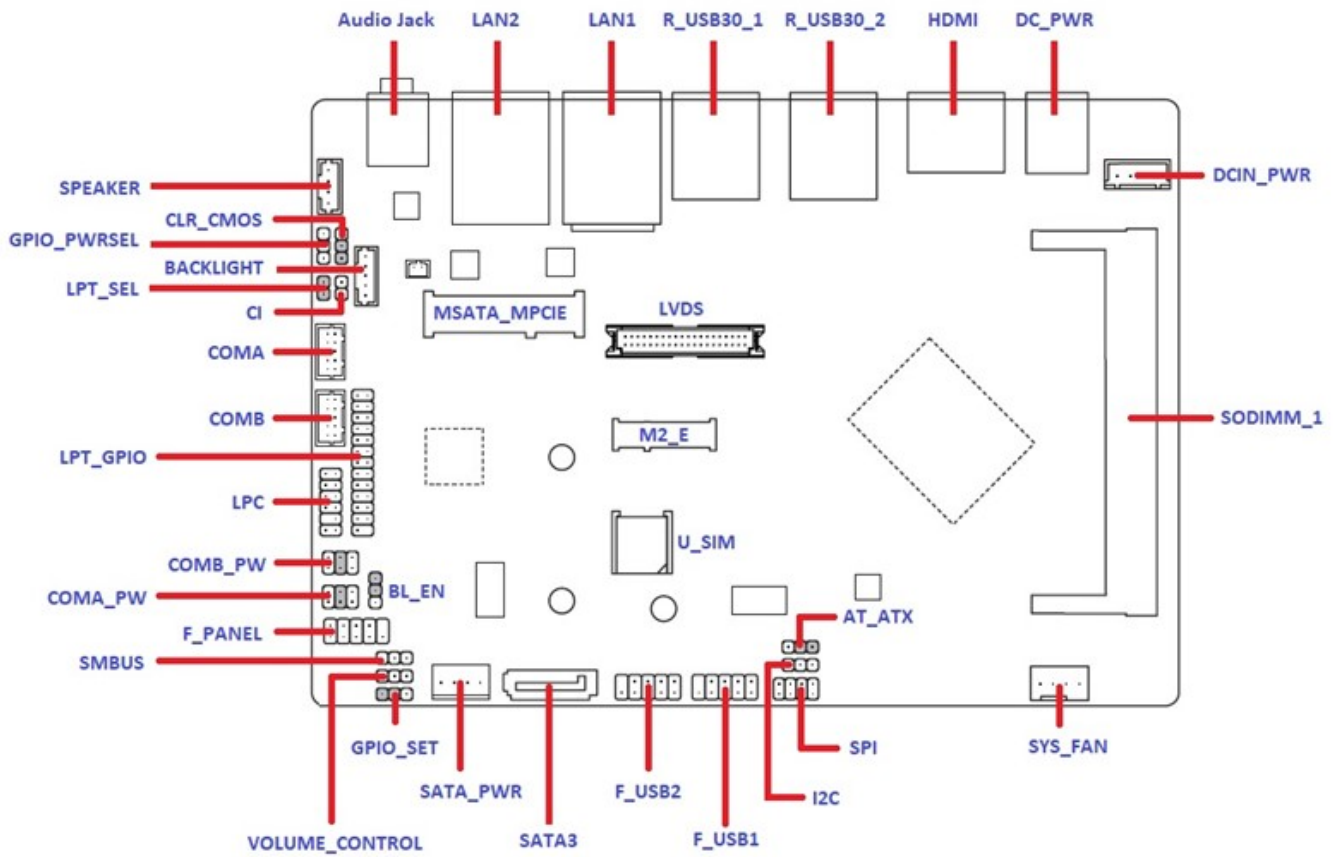 Audio Jack
LAN2
LAN1
R_USB30_1
R_USB30_2
HDMI
DC_PWR
SPEAKER
DCIN_PWR
CLR_CMOS
GPIO_PWRSEL
BACKLIGHT
LPT_SEL
CI
MSATA_MPCIE
LVDS
COMA
COMB
SODIMM_1
M2_E
LPT_GPIO
LPC
U_SIM
COMB_PW
COMA_PW
BL_EN
AT_ATX
F_PANEL
SMBUS
GPIO_SET
SPI
SYS_FAN
SATA_PWR
F_USB2
I2C
VOLUME_CONTROL
SATA3
F_USB1